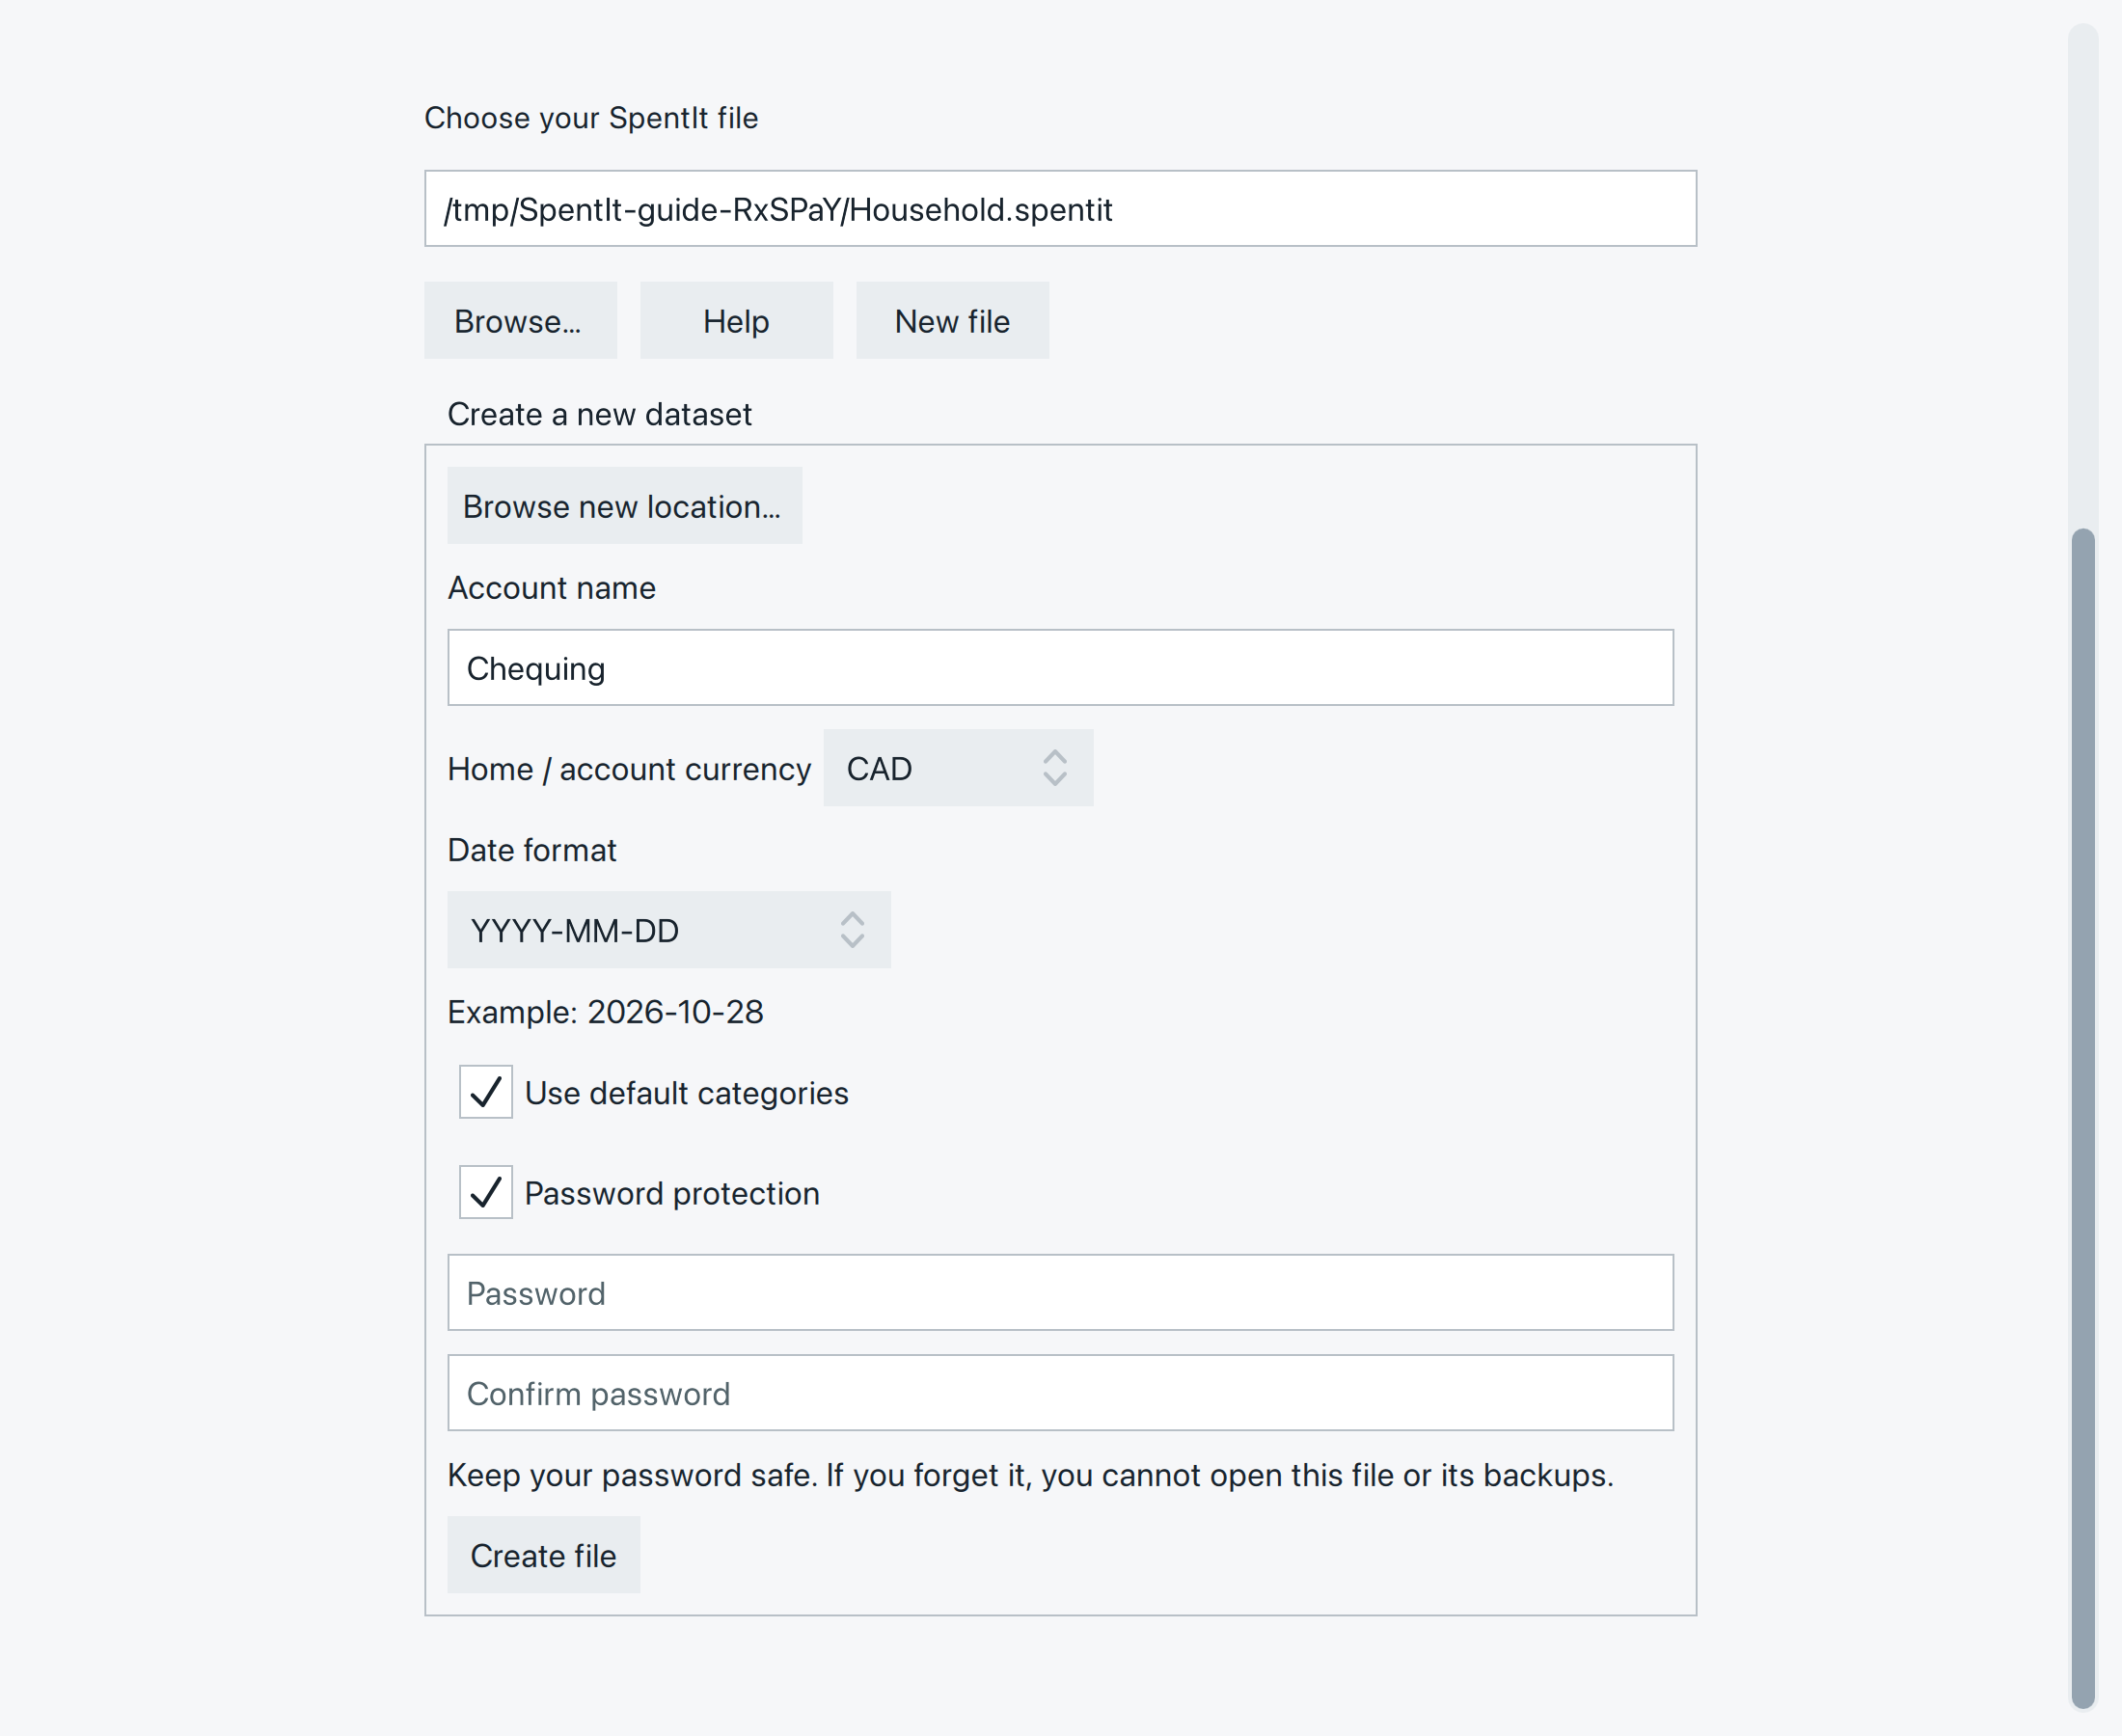 Choose your SpentIt file
/tmp/SpentIt-guide-RxSPaY/Household.spentit
Browse... Help New file
Create a new dataset
Browse new location...
Account name
Chequing
Home / account currency CAD
Date format
YYYY-MM-DD
Example: 2026-10-28
Use default categories
Password protection
Password
Confirm password
Keep your password safe. If you forget it, you cannot open this file or its backups.
Create file